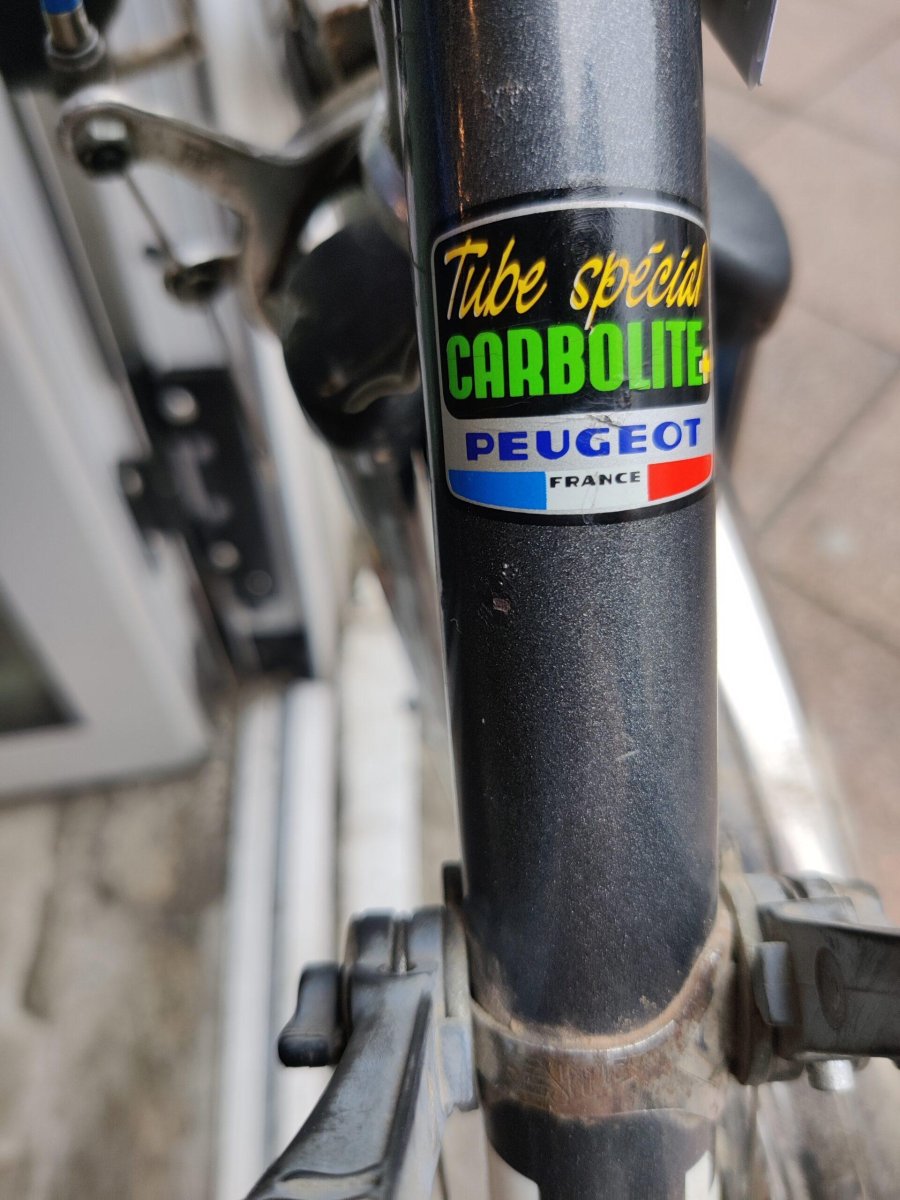 Tube spécial
CARBOLITE+
PEUGEOT
FRANCE